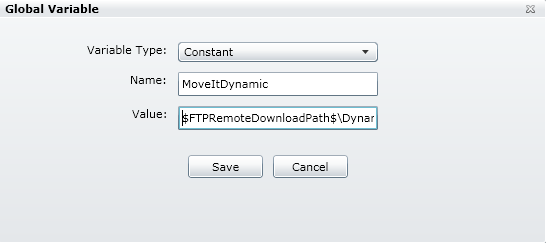 Global Variable
Variable Type: Constant
Name: MoveItDynamic
Value: $FTPRemoteDownloadPath$\Dynar
Save Cancel